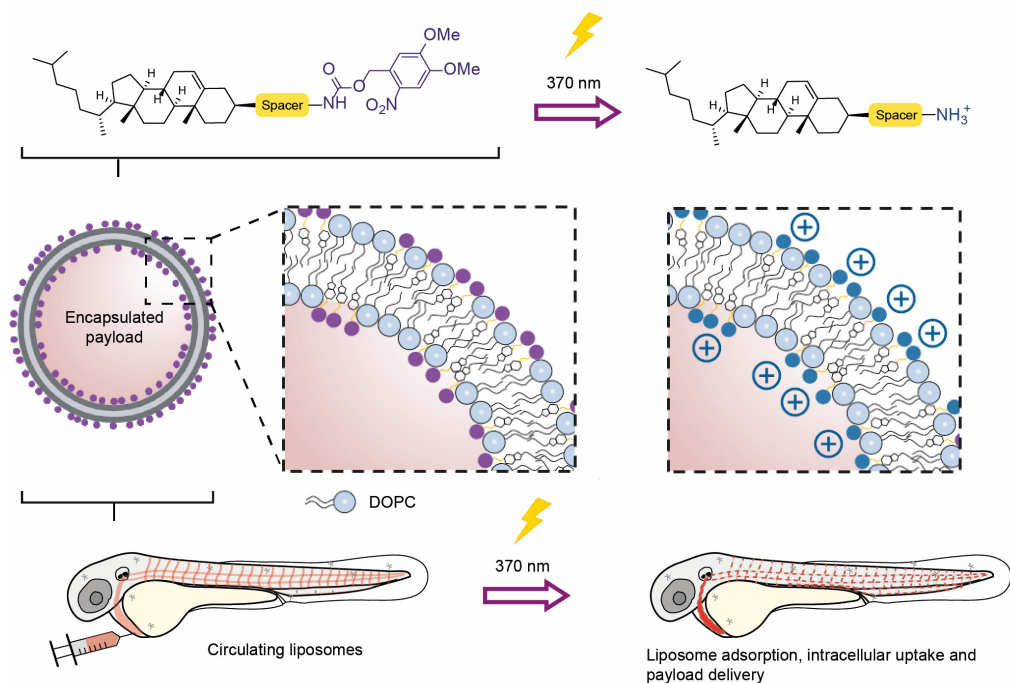 OMe
OMe
O
O
NH
O₂N
H
H
H
Spacer
370 nm
H
H
H
Spacer
NH₃⁺
Encapsulated
payload
+
+
+
+
+
+
+
+
DOPC
370 nm
Circulating liposomes
Liposome adsorption, intracellular uptake and
payload delivery